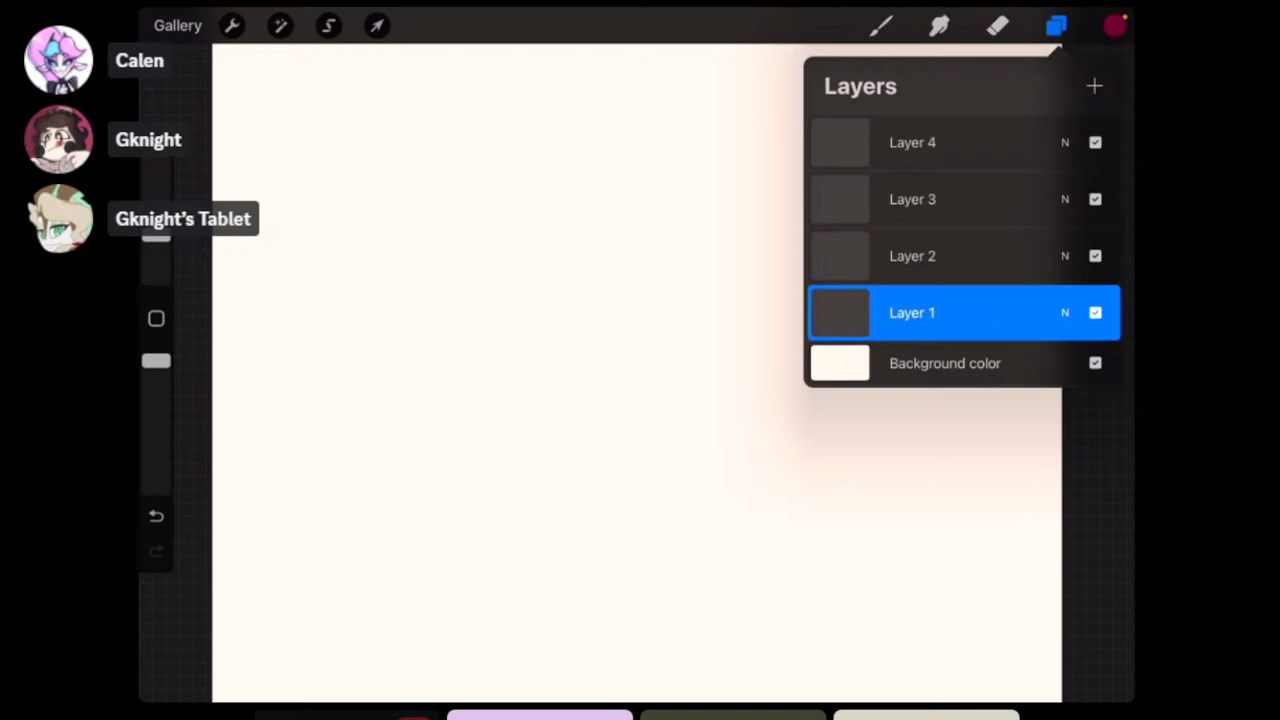 Gallery
Calen
Gknight
Gknight's Tablet
Layers
Layer 4 N
Layer 3 N
Layer 2 N
Layer 1 N
Background color